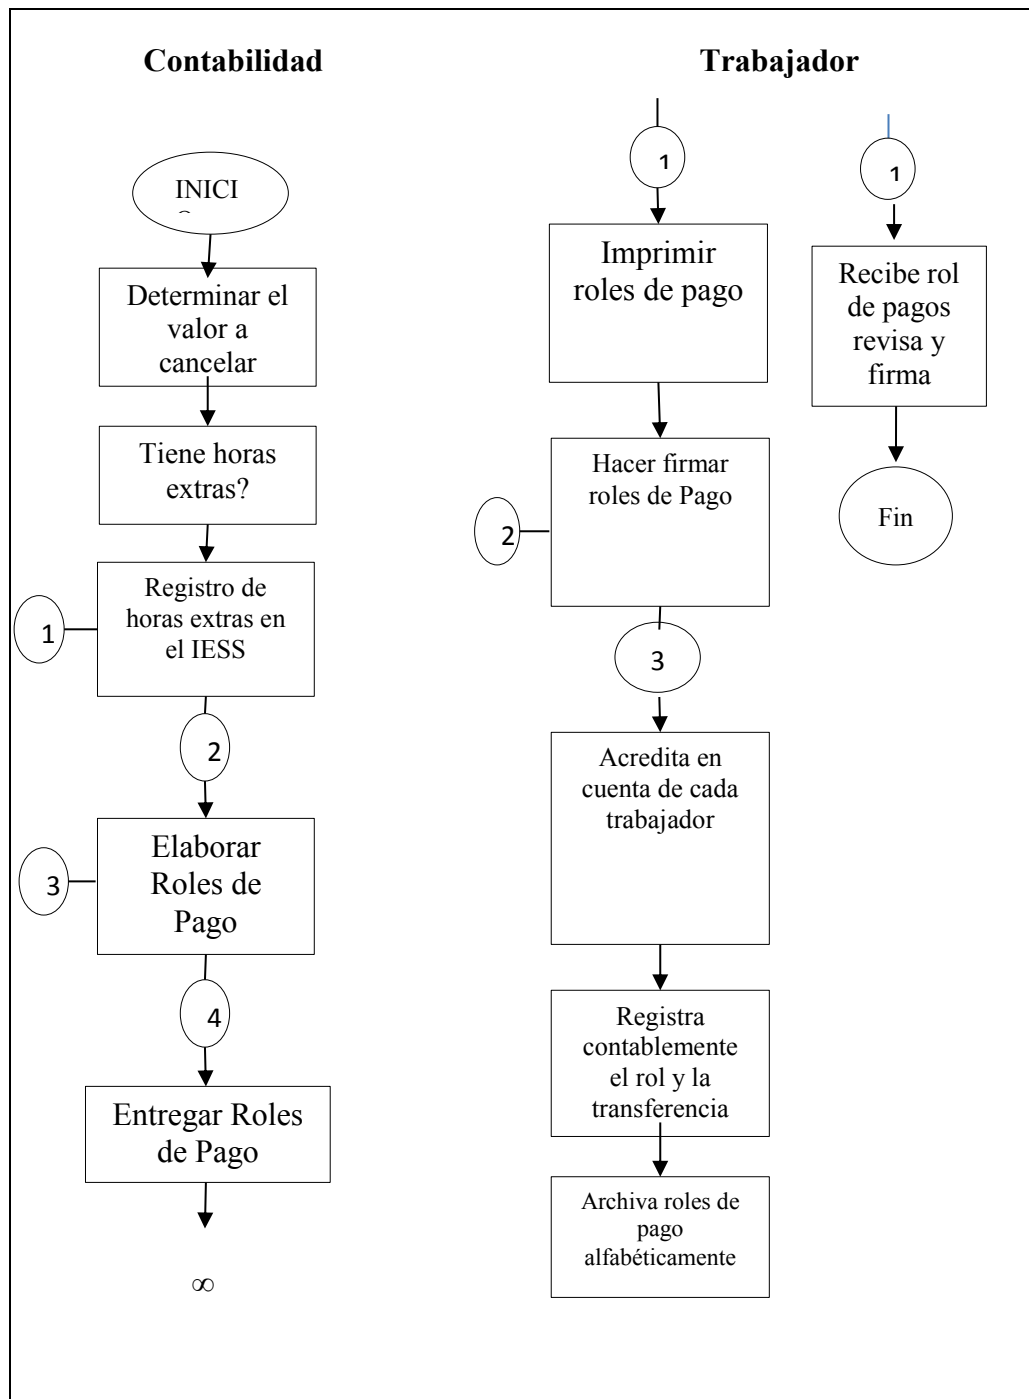 Contabilidad
INICI
Determinar el
valor a
cancelar
Tiene horas
extras?
Registro de
horas extras en
el IESS
1
2
Elaborar
Roles de
Pago
3
4
Entregar Roles
de Pago
∞
Trabajador
1
Imprimir
roles de pago
Hacer firmar
roles de Pago
2
3
Acredita en
cuenta de cada
trabajador
Registra
contablemente
el rol y la
transferencia
Archiva roles de
pago
alfabéticamente
1
Recibe rol
de pagos
revisa y
firma
Fin